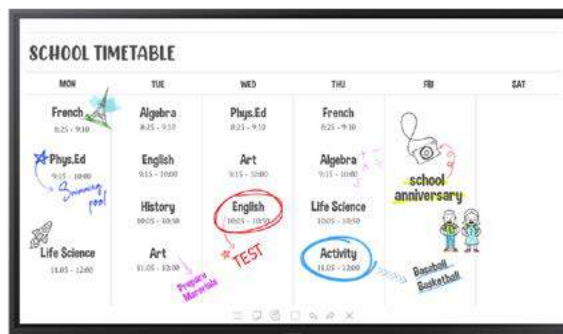 SCHOOL TIMETABLE
MON TUE WED THU FRI SAT
French
8:25 - 9:10
Phys.Ed
9:15 - 10:00
Swimming
pool
Life Science
11.05 - 12:00
Algebra
8:25 - 9:10
English
9:15 - 10:00
History
10:05 - 10:50
Art
11.05 - 12:00
Prepare
Materials
Phys.Ed
8:25 - 9:10
Art
9:15 - 10:00
English
10:05 - 10:50
TEST
French
8:25 - 9:10
Algebra
9:15 - 10:00
Life Science
10:05 - 10:50
Activity
11.05 - 12:00
school
anniversary
Baseball
Basketball